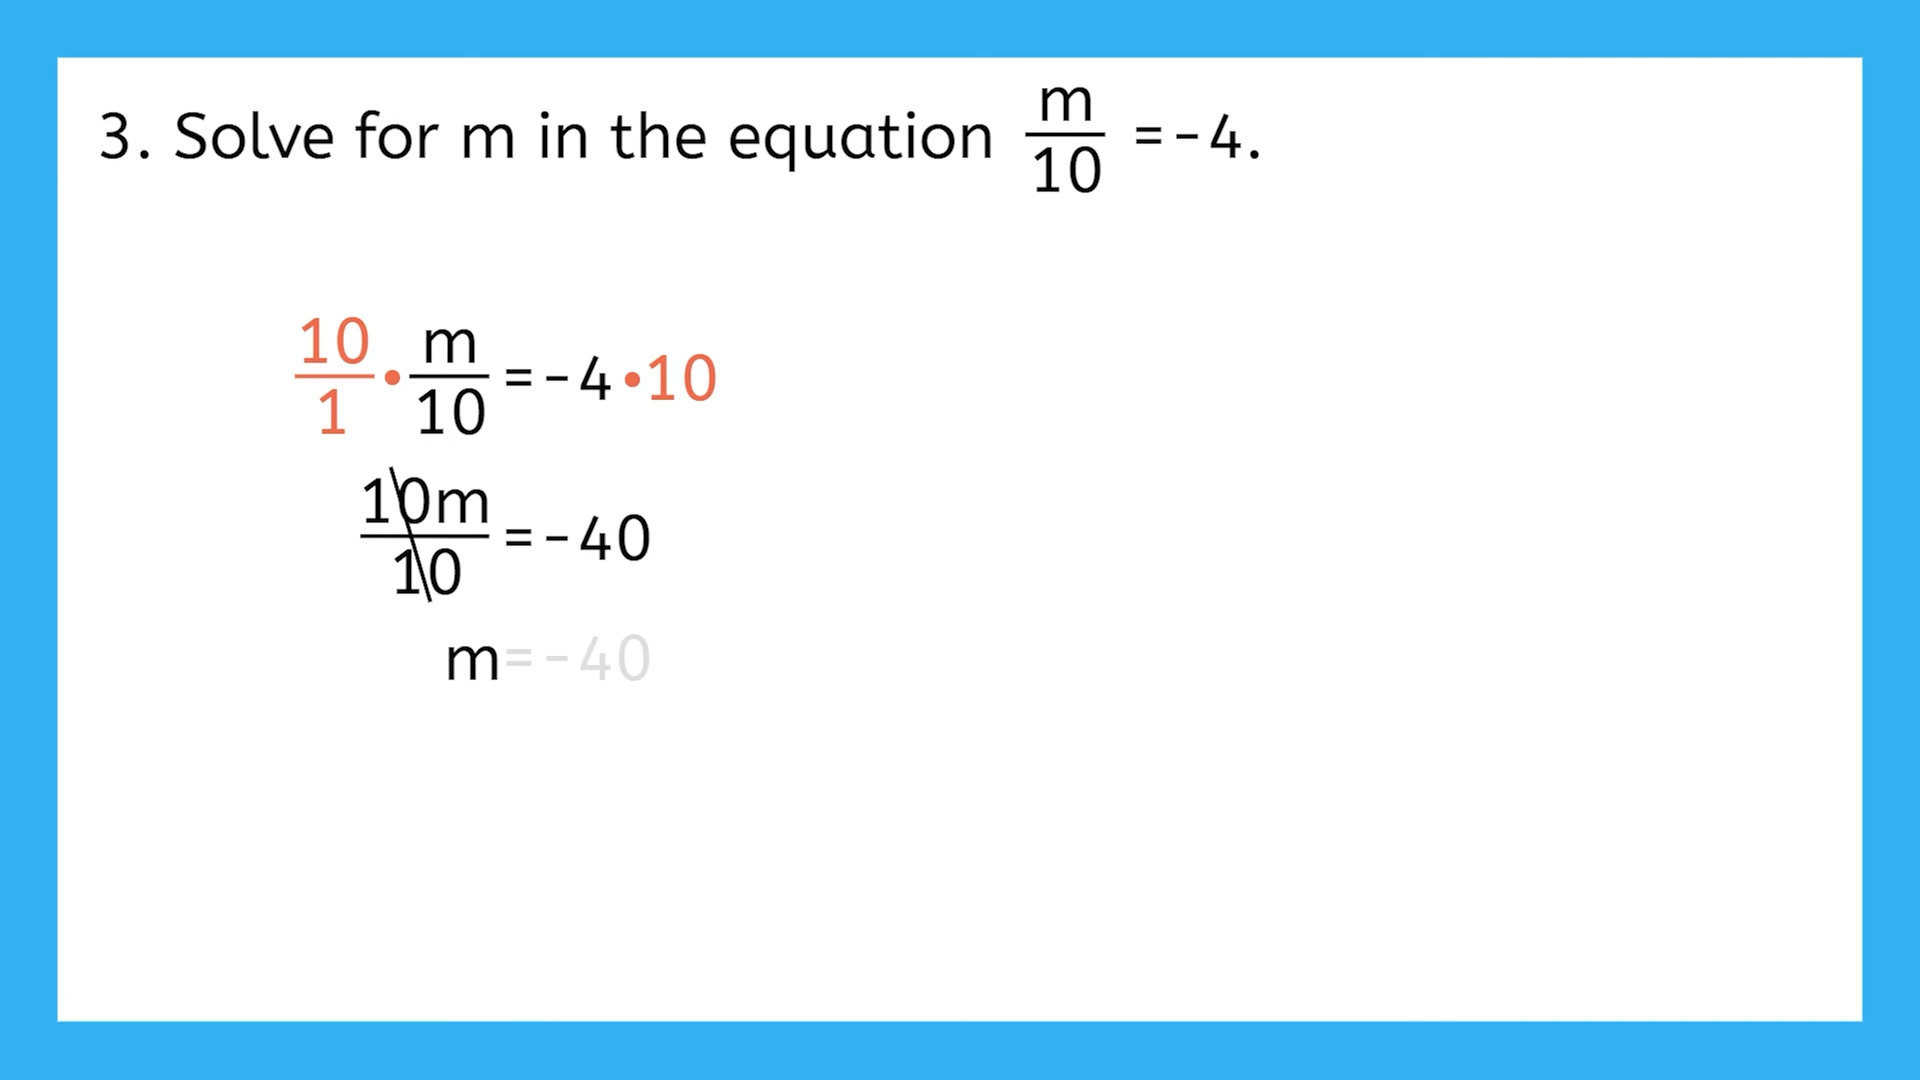 3. Solve for m in the equation m/10 =-4.
10/1 • m/10 =-4 •10
10m/10 =-40
m=-40